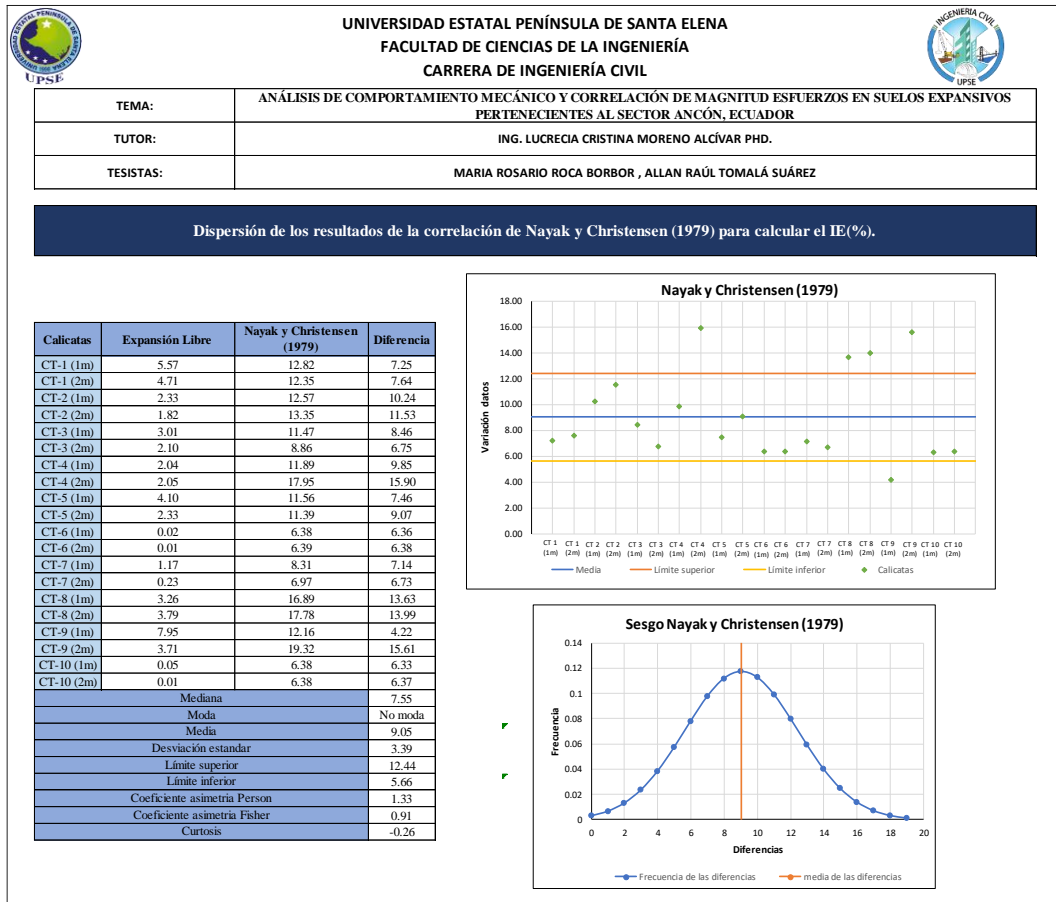 UNIVERSIDAD ESTATAL PENÍNSULA DE SANTA ELENA
FACULTAD DE CIENCIAS DE LA INGENIERÍA
CARRERA DE INGENIERÍA CIVIL
UPSE
INGENIERIA CIVIL
UPSE
TEMA: ANÁLISIS DE COMPORTAMIENTO MECÁNICO Y CORRELACIÓN DE MAGNITUD ESFUERZOS EN SUELOS EXPANSIVOS
PERTENECIENTES AL SECTOR ANCÓN, ECUADOR
TUTOR: ING. LUCRECIA CRISTINA MORENO ALCÍVAR PHD.
TESISTAS: MARIA ROSARIO ROCA BORBOR , ALLAN RAÚL TOMALÁ SUÁREZ
Dispersión de los resultados de la correlación de Nayak y Christensen (1979) para calcular el IE(%).
Calicatas Expansión Libre Nayak y Christensen (1979) Diferencia
CT-1 (1m) 5.57 12.82 7.25
CT-1 (2m) 4.71 12.35 7.64
CT-2 (1m) 2.33 12.57 10.24
CT-2 (2m) 1.82 13.35 11.53
CT-3 (1m) 3.01 11.47 8.46
CT-3 (2m) 2.10 8.86 6.75
CT-4 (1m) 2.04 11.89 9.85
CT-4 (2m) 2.05 17.95 15.90
CT-5 (1m) 4.10 11.56 7.46
CT-5 (2m) 2.33 11.39 9.07
CT-6 (1m) 0.02 6.38 6.36
CT-6 (2m) 0.01 6.39 6.38
CT-7 (1m) 1.17 8.31 7.14
CT-7 (2m) 0.23 6.97 6.73
CT-8 (1m) 3.26 16.89 13.63
CT-8 (2m) 3.79 17.78 13.99
CT-9 (1m) 7.95 12.16 4.22
CT-9 (2m) 3.71 19.32 15.61
CT-10 (1m) 0.05 6.38 6.33
CT-10 (2m) 0.01 6.38 6.37
Mediana 7.55
Moda No moda
Media 9.05
Desviación estandar 3.39
Límite superior 12.44
Límite inferior 5.66
Coeficiente asimetria Person 1.33
Coeficiente asimetria Fisher 0.91
Curtosis -0.26
Nayak y Christensen (1979)
Variación datos
18.00
16.00
14.00
12.00
10.00
8.00
6.00
4.00
2.00
0.00
CT 1 CT 1 CT 2 CT 2 CT 3 CT 3 CT 4 CT 4 CT 5 CT 5 CT 6 CT 6 CT 7 CT 7 CT 8 CT 8 CT 9 CT 9 CT 10 CT 10
(1m) (2m) (1m) (2m) (1m) (2m) (1m) (2m) (1m) (2m) (1m) (2m) (1m) (2m) (1m) (2m) (1m) (2m) (1m) (2m)
Media Límite superior Límite inferior Calicatas
Sesgo Nayak y Christensen (1979)
Frecuencia
0.14
0.12
0.1
0.08
0.06
0.04
0.02
0
0 2 4 6 8 10 12 14 16 18 20
Diferencias
Frecuencia de las diferencias media de las diferencias